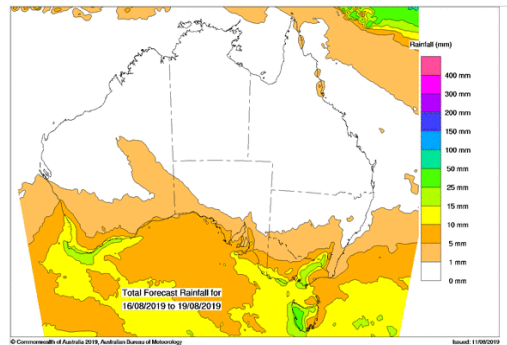 Rainfall (mm)
400 mm
300 mm
200 mm
150 mm
100 mm
50 mm
25 mm
15 mm
10 mm
5 mm
1 mm
0 mm
Total Forecast Rainfall for
16/08/2019 to 19/08/2019
© Commonwealth of Australia 2019, Australian Bureau of Meteorology
Issued: 11/08/2019